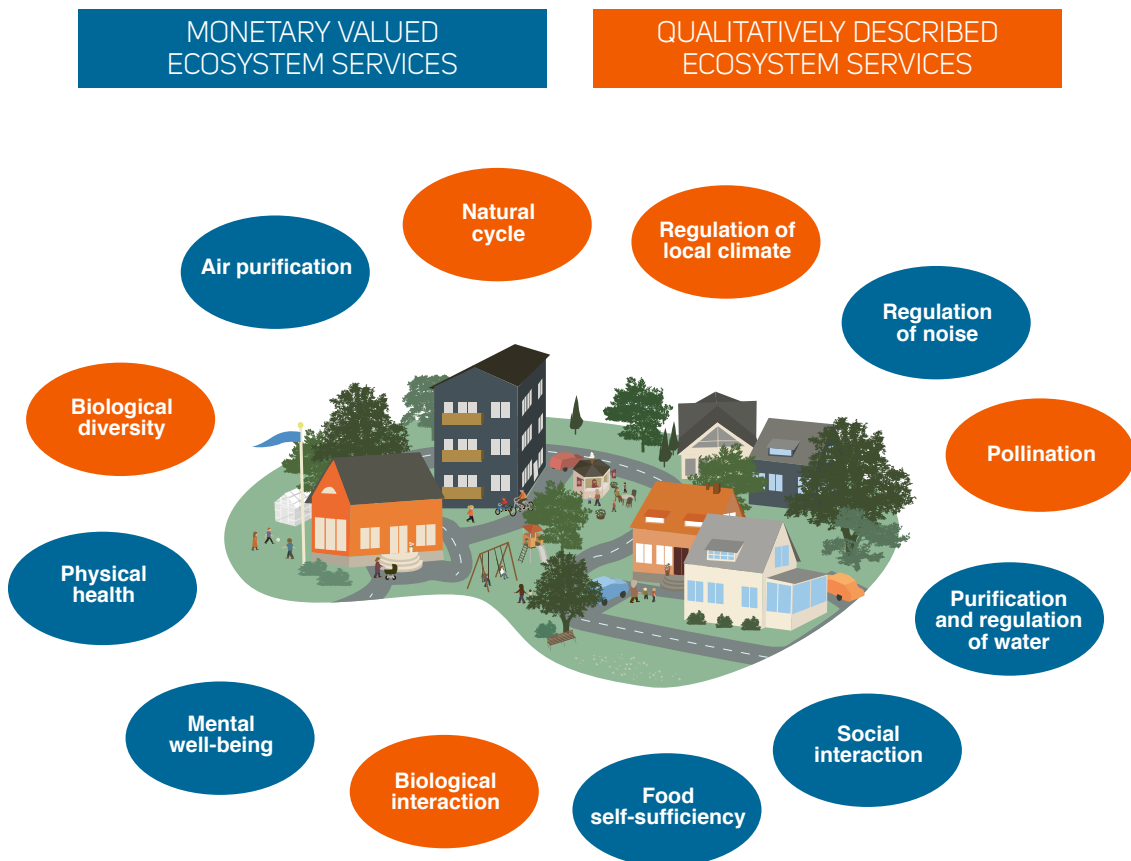 MONETARY VALUED
ECOSYSTEM SERVICES
QUALITATIVELY DESCRIBED
ECOSYSTEM SERVICES
Natural
cycle
Regulation of
local climate
Air purification
Regulation
of noise
Biological
diversity
Pollination
Physical
health
Purification
and regulation
of water
Mental
well-being
Social
interaction
Biological
interaction
Food
self-sufficiency